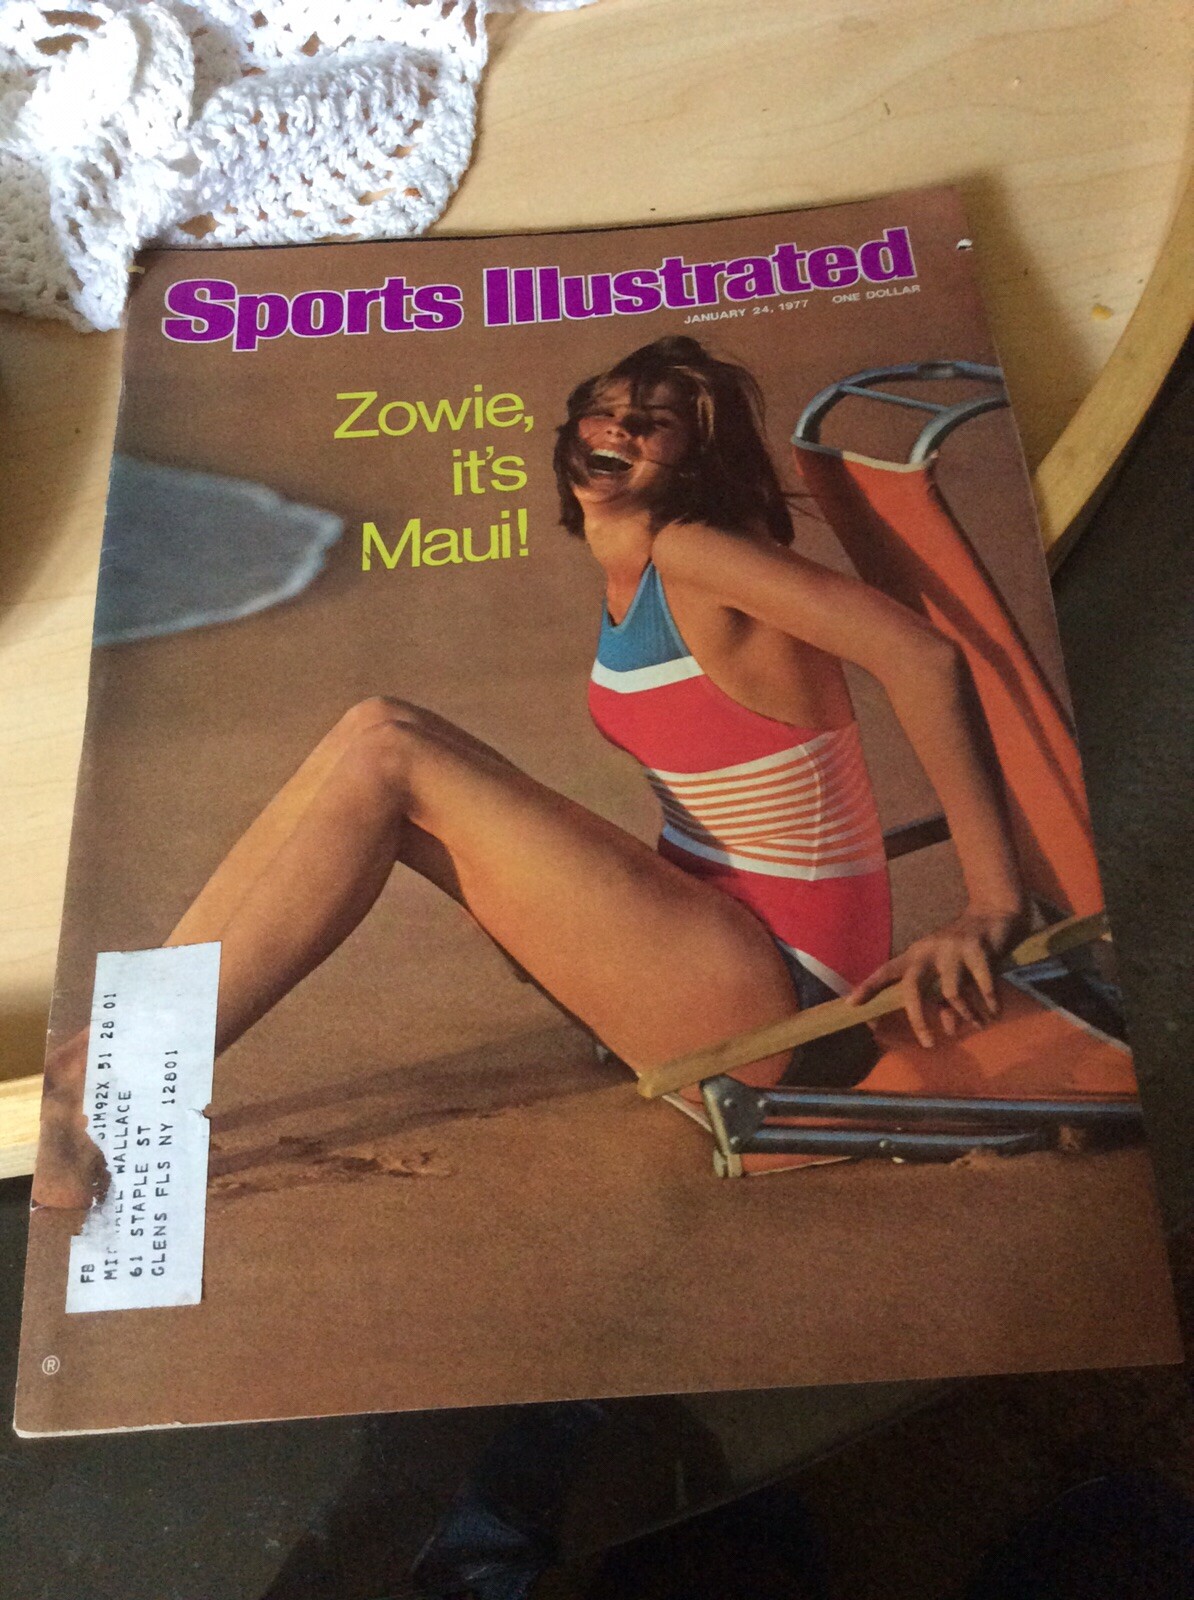 Sports Illustrated
JANUARY 24, 1977 ONE DOLLAR
Zowie,
it's
Maui!
51 28 01
FB
WALLACE
61 STAPLE ST
GLENS FLS NY 12801
®